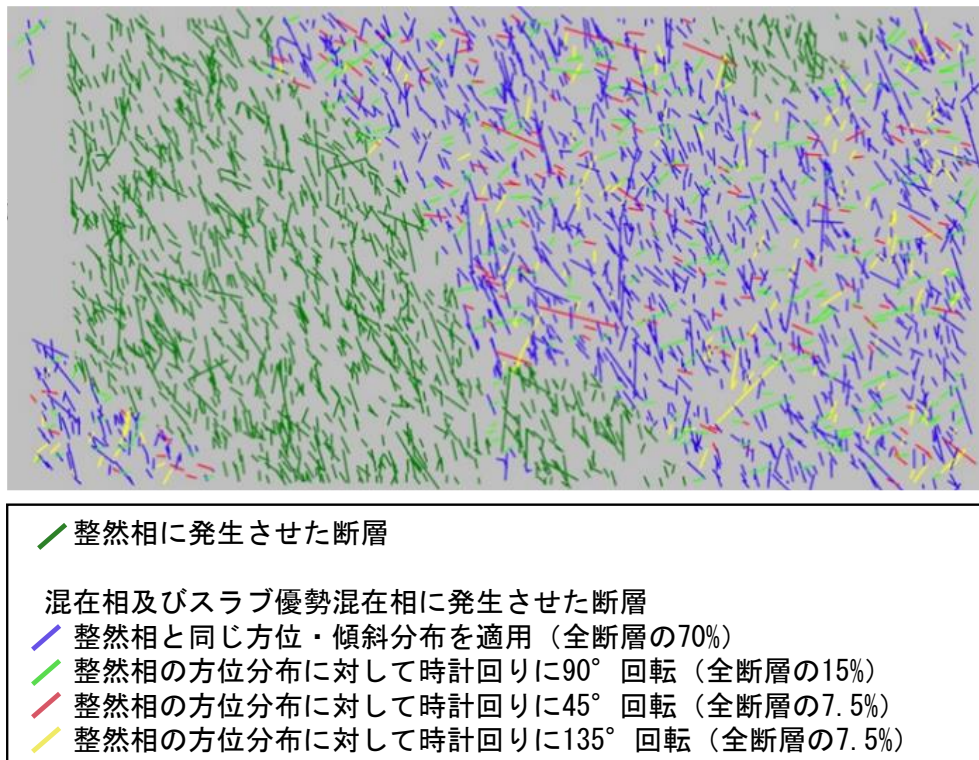 整然相に発生させた断層
混在相及びスラブ優勢混在相に発生させた断層
整然相と同じ方位・傾斜分布を適用（全断層の70%）
整然相の方位分布に対して時計回りに90°回転（全断層の15%）
整然相の方位分布に対して時計回りに45°回転（全断層の7.5%）
整然相の方位分布に対して時計回りに135°回転（全断層の7.5%）